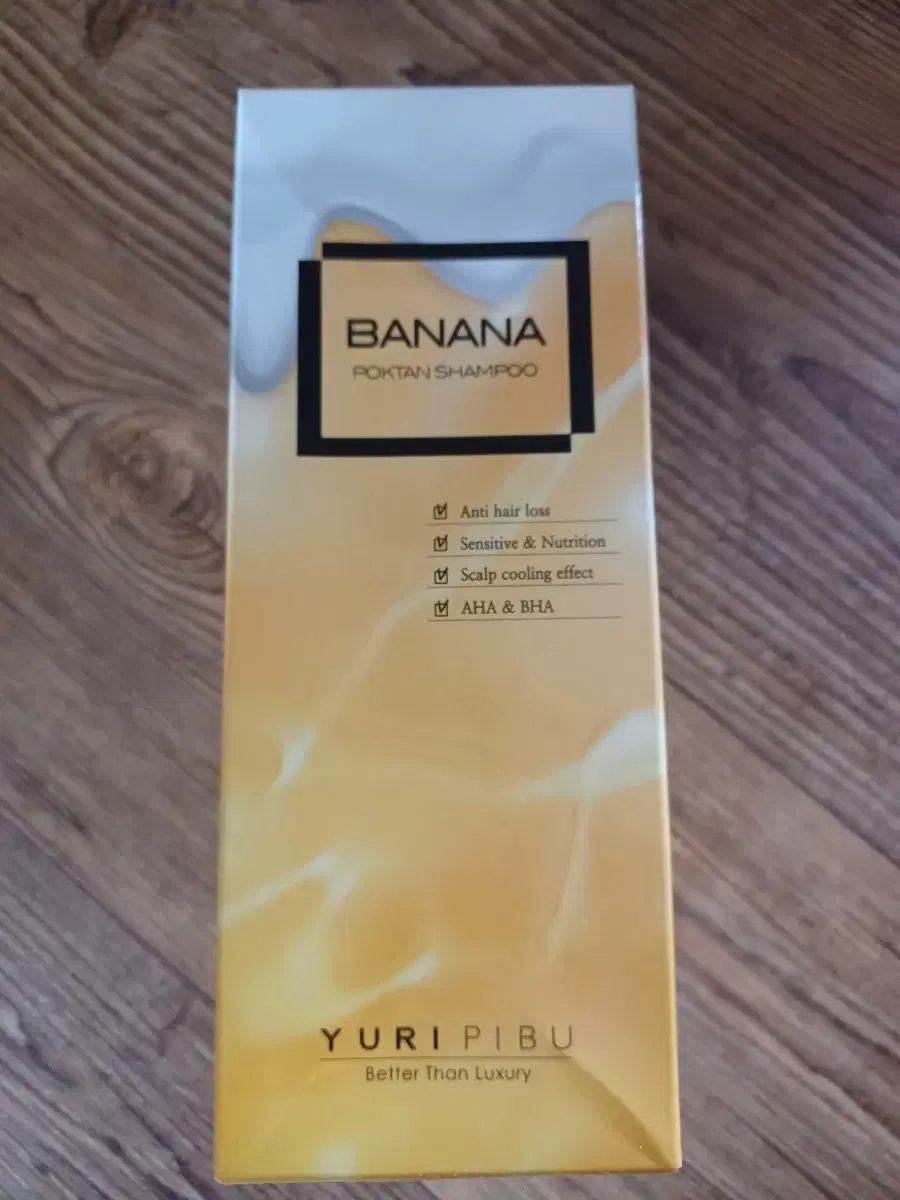 BANANA
POKTAN SHAMPOO
Anti hair loss
Sensitive & Nutrition
Scalp cooling effect
AHA & BHA
YURI PIBU
Better Than Luxury